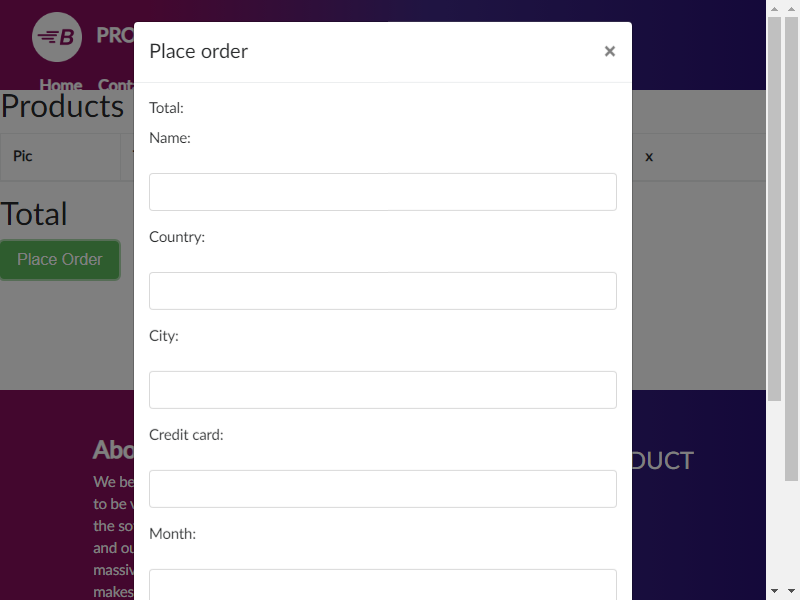 B PRO
Home Cont
Products
Pic
x
Total
Place Order
Place order ×
Total:
Name:
Country:
City:
Credit card:
Month:
Abo
We be
to be v
the so
and ou
massiv
makes
DUCT